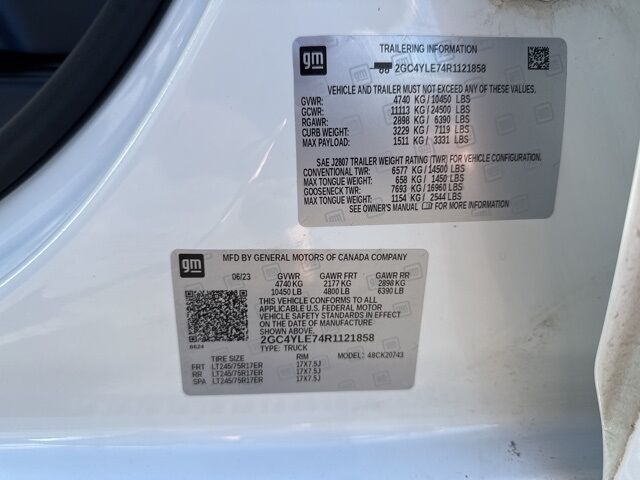 gm
TRAILERING INFORMATION
2GC4YLE74R1121858
VEHICLE AND TRAILER MUST NOT EXCEED ANY OF THESE VALUES.
GVWR: 4740 KG/10450 LBS
GCWR: 11113 KG/24500 LBS
RGAWR: 2898 KG/ 6390 LBS
CURB WEIGHT: 3229 KG/ 7119 LBS
MAX PAYLOAD: 1511 KG/ 3331 LBS
SAE J2807 TRAILER WEIGHT RATING (TWR) FOR VEHICLE CONFIGURATION.
CONVENTIONAL TWR: 6577 KG/14500 LBS
MAX TONGUE WEIGHT: 658 KG/ 1450 LBS
GOOSENECK TWR: 7693 KG/16960 LBS
MAX TONGUE WEIGHT: 1154 KG/ 2544 LBS
SEE OWNER'S MANUAL FOR MORE INFORMATION
gm
MFD BY GENERAL MOTORS OF CANADA COMPANY
06/23 GVWR GAWR FRT GAWR RR
4740 KG 2177 KG 2898 KG
10450 LB 4800 LB 6390 LB
THIS VEHICLE CONFORMS TO ALL
APPLICABLE U.S. FEDERAL MOTOR
VEHICLE SAFETY STANDARDS IN EFFECT
ON THE DATE OF MANUFACTURE
SHOWN ABOVE.
2GC4YLE74R1121858
TYPE: TRUCK
MODEL: 48CK20743
TIRE SIZE RIM
FRT LT245/75R17ER 17X7.5J
RR LT245/75R17ER 17X7.5J
SPA LT245/75R17ER 17X7.5J